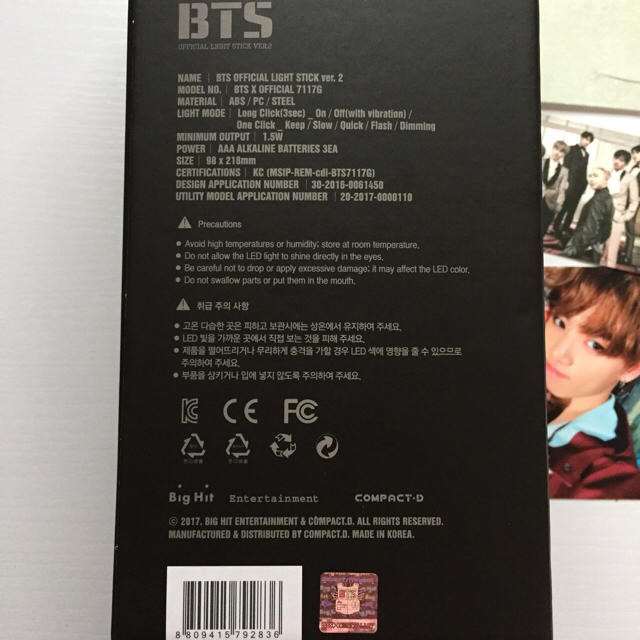 BTS
OFFICIAL LIGHT STICK VER.2
NAME | BTS OFFICIAL LIGHT STICK ver. 2
MODEL NO. | BTS X OFFICIAL 7117G
MATERIAL | ABS / PC / STEEL
LIGHT MODE | Long Click(3sec) _ On / Off(with vibration) /
One Click _ Keep / Slow / Quick / Flash / Dimming
MINIMUM OUTPUT | 1.5W
POWER | AAA ALKALINE BATTERIES 3EA
SIZE | 98 x 218mm
CERTIFICATIONS | KC (MSIP-REM-cdi-BTS7117G)
DESIGN APPLICATION NUMBER | 30-2016-0061450
UTILITY MODEL APPLICATION NUMBER | 20-2017-0000110
Precautions
• Avoid high temperatures or humidity; store at room temperature.
• Do not allow the LED light to shine directly in the eyes.
• Be careful not to drop or apply excessive damage; it may affect the LED color.
• Do not swallow parts or put them in the mouth.
취급 주의 사항
• 고온 다습한 곳은 피하고 보관시에는 상온에서 유지하여 주세요.
• LED 빛을 가까운 곳에서 직접 보는 것을 피해 주세요.
• 제품을 떨어뜨리거나 무리하게 충격을 가할 경우 LED 색에 영향을 줄 수 있으므로
주의하여 주세요.
• 부품을 삼키거나 입에 넣지 않도록 주의하여 주세요.
KC CE FC
Big Hit Entertainment COMPACT·D
© 2017. BIG HIT ENTERTAINMENT & COMPACT.D. ALL RIGHTS RESERVED.
MANUFACTURED & DISTRIBUTED BY COMPACT.D. MADE IN KOREA.
BTS
8 809415 792836